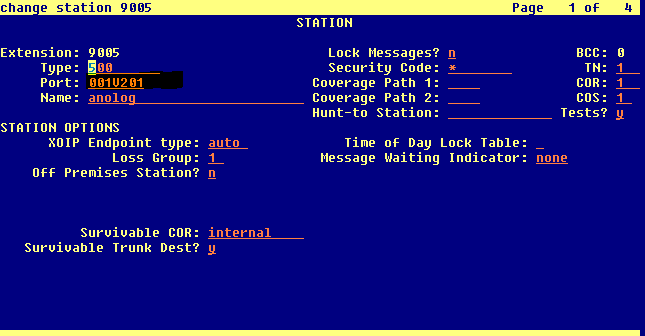 change station 9005 Page 1 of 4
STATION
Extension: 9005 Lock Messages? n BCC: 0
Type: 500 Security Code: * TN: 1
Port: 001V201 Coverage Path 1: COR: 1
Name: anolog Coverage Path 2: COS: 1
Hunt-to Station: Tests? y
STATION OPTIONS
XOIP Endpoint type: auto Time of Day Lock Table:
Loss Group: 1 Message Waiting Indicator: none
Off Premises Station? n
Survivable COR: internal
Survivable Trunk Dest? y